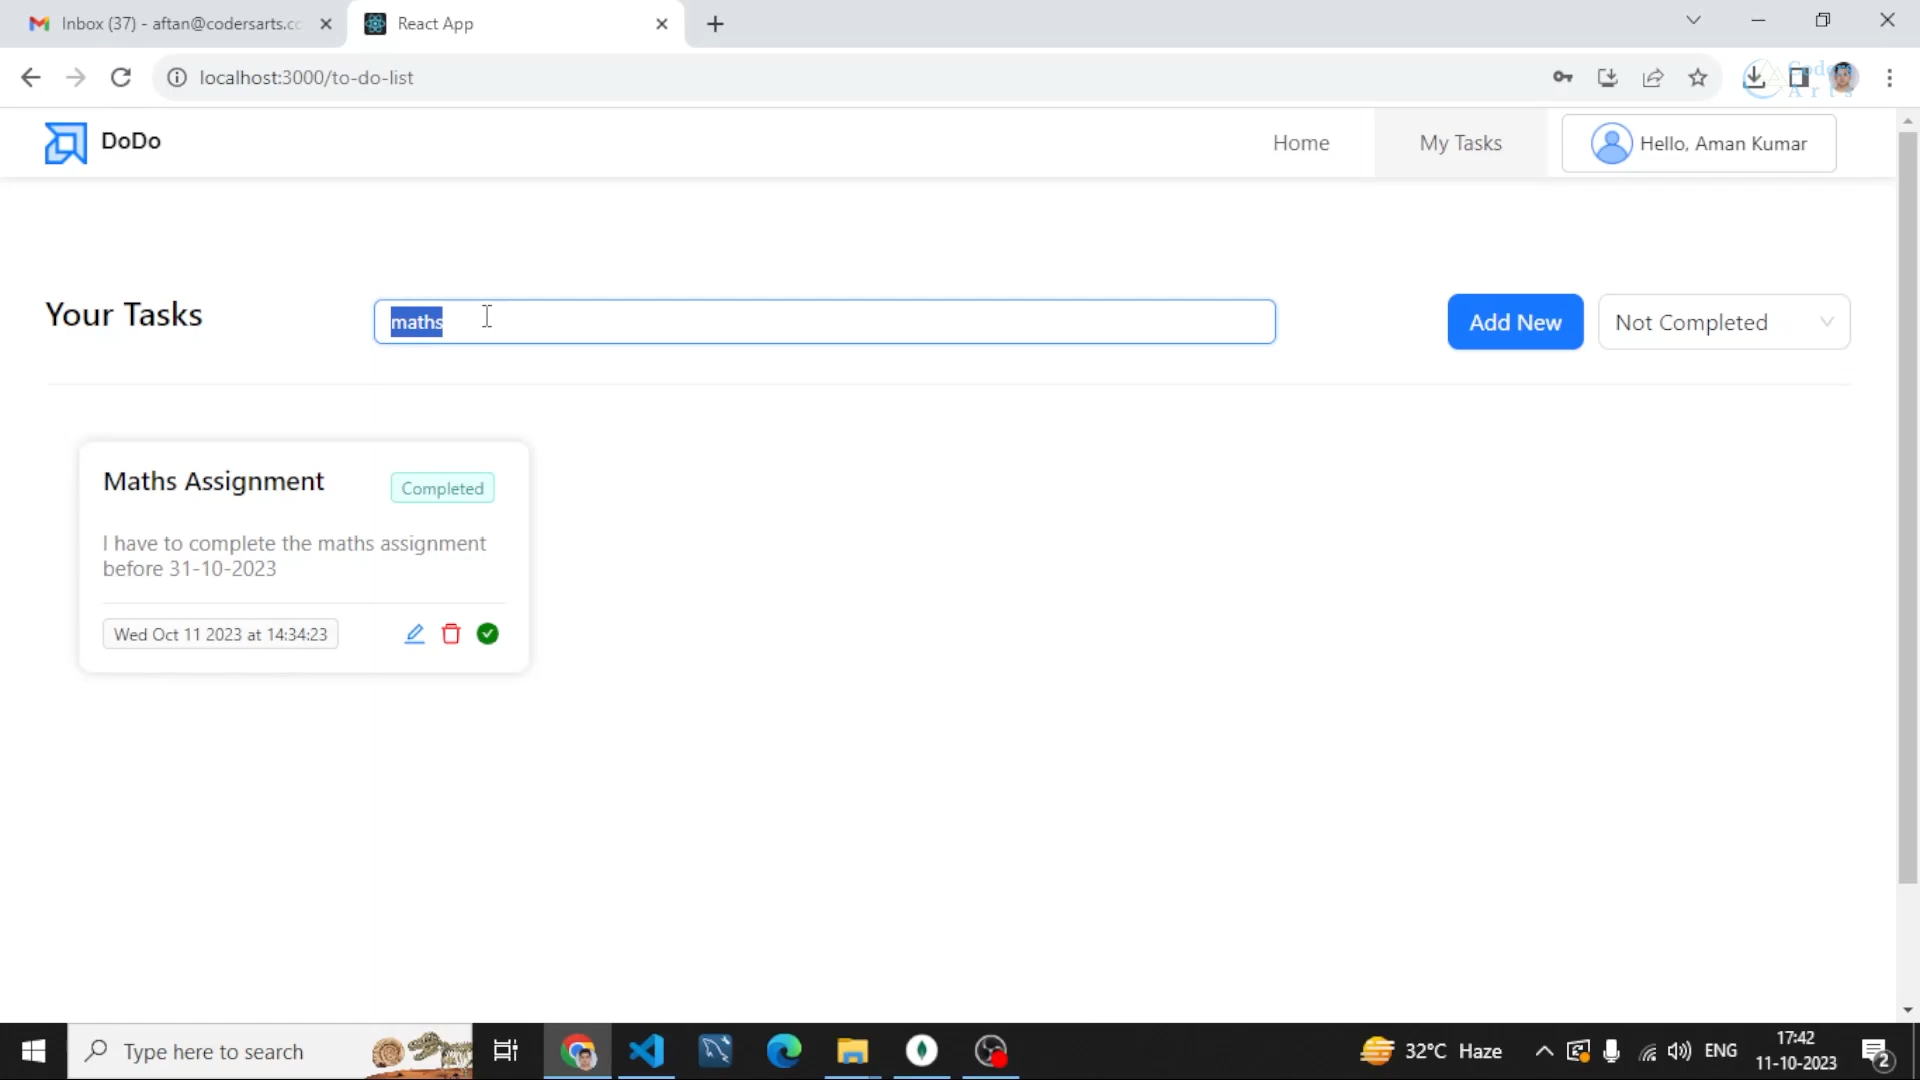 Inbox (37) - aftan@codersarts.cc
React App
localhost:3000/to-do-list
Coders
Arts
DoDo
Home
My Tasks
Hello, Aman Kumar
Your Tasks
maths
Add New
Not Completed
Maths Assignment
Completed
I have to complete the maths assignment
before 31-10-2023
Wed Oct 11 2023 at 14:34:23
Type here to search
32°C Haze
ENG
17:42
11-10-2023
2